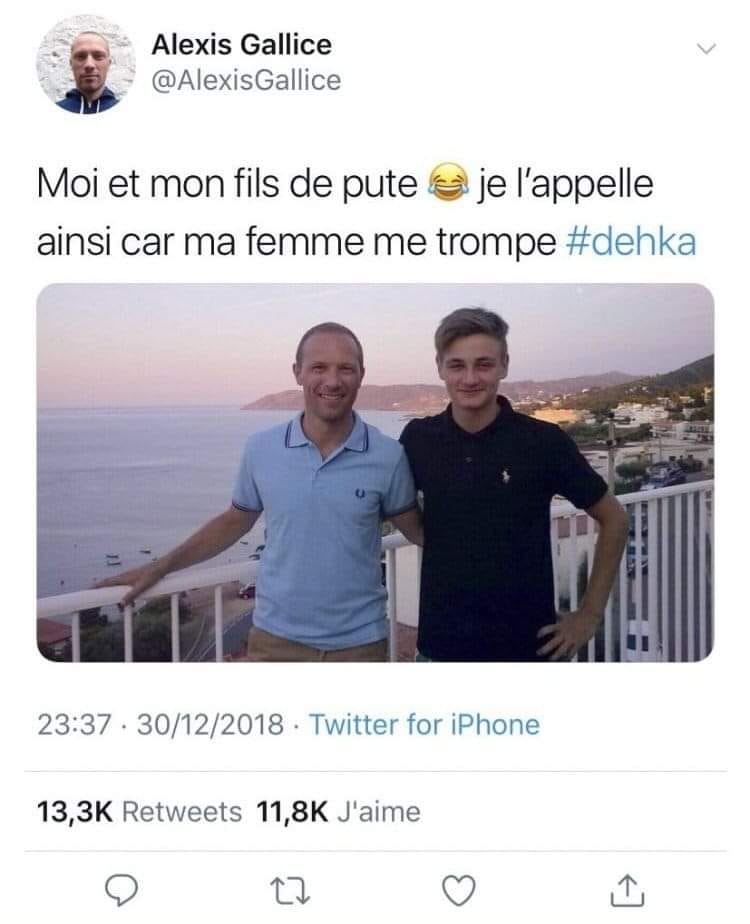 Alexis Gallice
@AlexisGallice
Moi et mon fils de pute 😂 je l'appelle
ainsi car ma femme me trompe #dehka
23:37 · 30/12/2018 · Twitter for iPhone
13,3K Retweets 11,8K J'aime